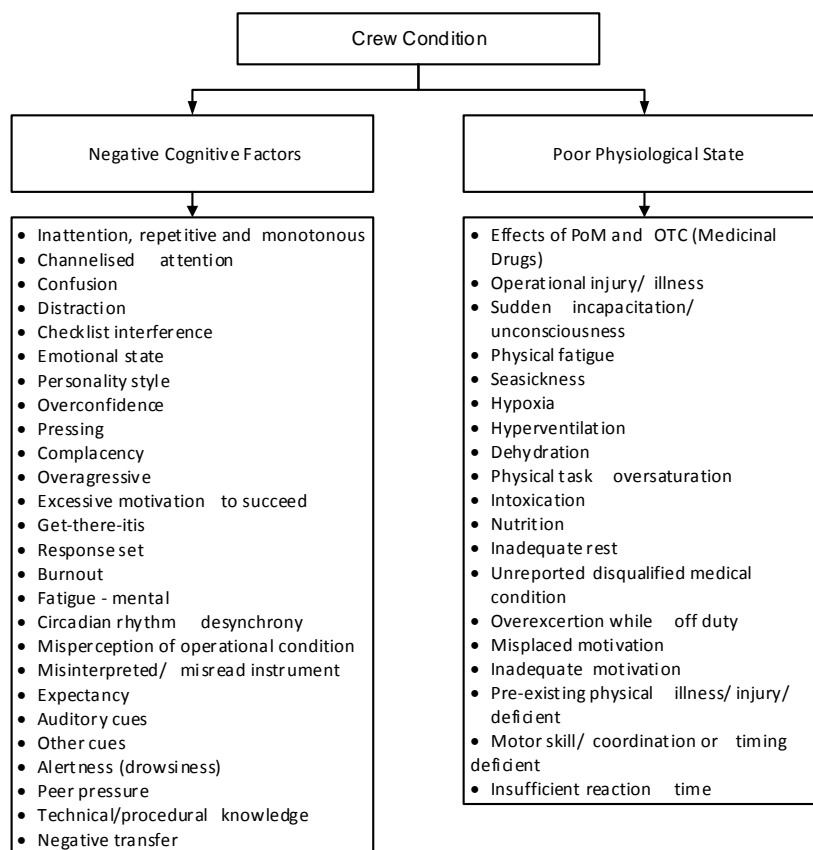 Crew Condition
Negative Cognitive Factors
Poor Physiological State
• Inattention, repetitive and monotonous
• Channelised attention
• Confusion
• Distraction
• Checklist interference
• Emotional state
• Personality style
• Overconfidence
• Pressing
• Complacency
• Overagressive
• Excessive motivation to succeed
• Get-there-itis
• Response set
• Burnout
• Fatigue - mental
• Circadian rhythm desynchrony
• Misperception of operational condition
• Misinterpreted/ misread instrument
• Expectancy
• Auditory cues
• Other cues
• Alertness (drowsiness)
• Peer pressure
• Technical/procedural knowledge
• Negative transfer
• Effects of PoM and OTC (Medicinal
Drugs)
• Operational injury/ illness
• Sudden incapacitation/
unconsciousness
• Physical fatigue
• Seasickness
• Hypoxia
• Hyperventilation
• Dehydration
• Physical task oversaturation
• Intoxication
• Nutrition
• Inadequate rest
• Unreported disqualified medical
condition
• Overexcertion while off duty
• Misplaced motivation
• Inadequate motivation
• Pre-existing physical illness/ injury/
deficient
• Motor skill/ coordination or timing
deficient
• Insufficient reaction time